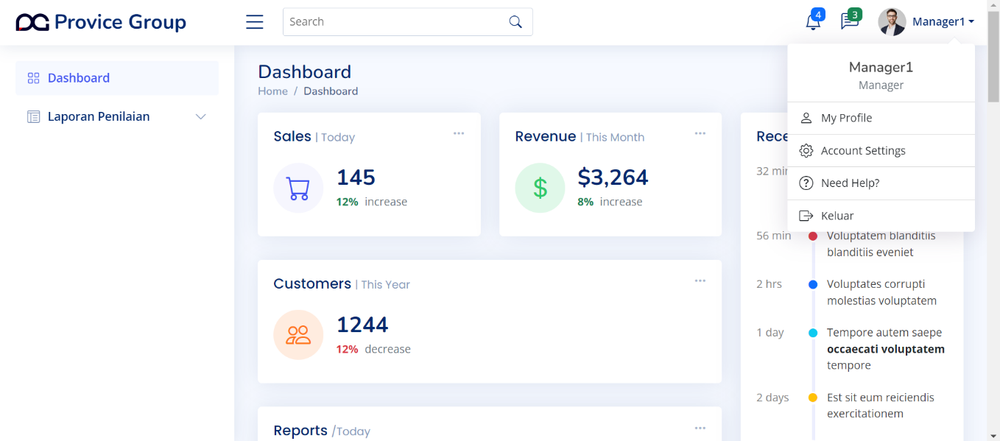 Provice Group
Search
4
3
Manager1
Dashboard
Laporan Penilaian
Dashboard
Home / Dashboard
Manager1
Manager
My Profile
Account Settings
Need Help?
Keluar
Sales | Today
145
12% increase
Revenue | This Month
$3,264
8% increase
Customers | This Year
1244
12% decrease
Reports /Today
Rece
32 min
56 min
Voluptatem blanditiis
blanditiis eveniet
2 hrs
Voluptates corrupti
molestias voluptatem
1 day
Tempore autem saepe
occaecati voluptatem
tempore
2 days
Est sit eum reiciendis
exercitationem